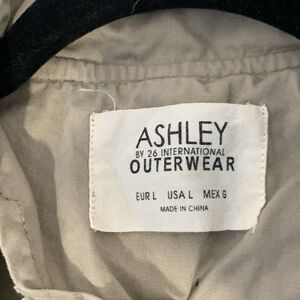 ASHLEY
BY 26 INTERNATIONAL
OUTERWEAR
EUR L USA L MEX G
MADE IN CHINA